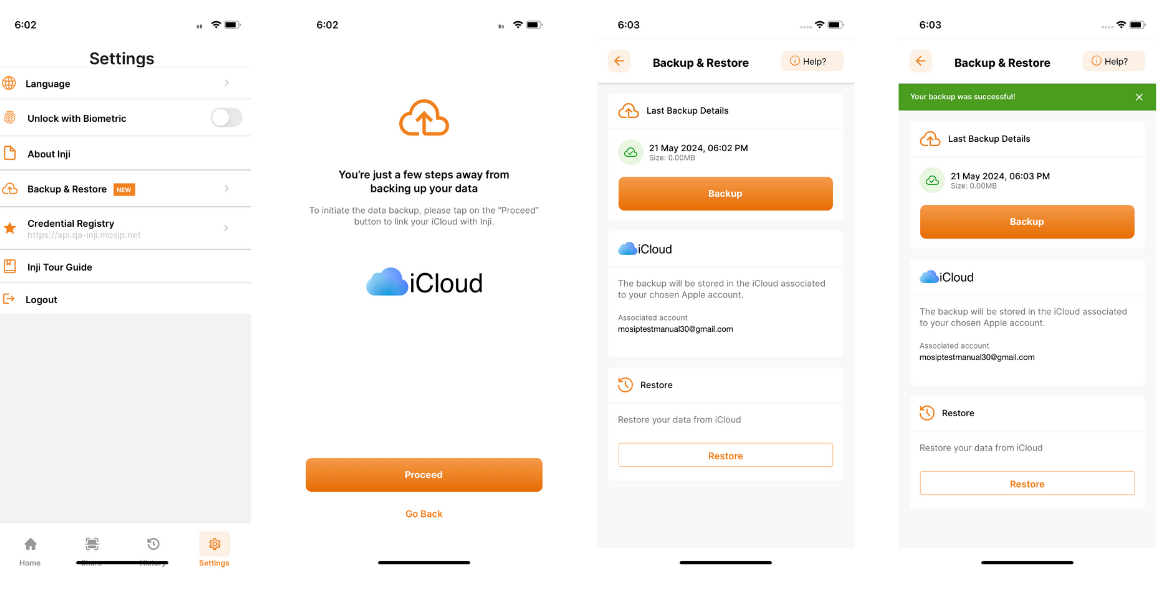 6:02
Settings
Language
Unlock with Biometric
About Inji
Backup & Restore NEW
Credential Registry
https://api.qa-inji.mosip.net
Inji Tour Guide
Logout
Home
Share
History
Settings
6:02
You're just a few steps away from
backing up your data
To initiate the data backup, please tap on the "Proceed"
button to link your iCloud with Inji.
iCloud
Proceed
Go Back
6:03
Backup & Restore
Help?
Last Backup Details
21 May 2024, 06:02 PM
Size: 0.00MB
Backup
iCloud
The backup will be stored in the iCloud associated
to your chosen Apple account.
Associated account
mosiptestmanual30@gmail.com
Restore
Restore your data from iCloud
Restore
6:03
Backup & Restore
Help?
Your backup was successful!
Last Backup Details
21 May 2024, 06:03 PM
Size: 0.00MB
Backup
iCloud
The backup will be stored in the iCloud associated
to your chosen Apple account.
Associated account
mosiptestmanual30@gmail.com
Restore
Restore your data from iCloud
Restore